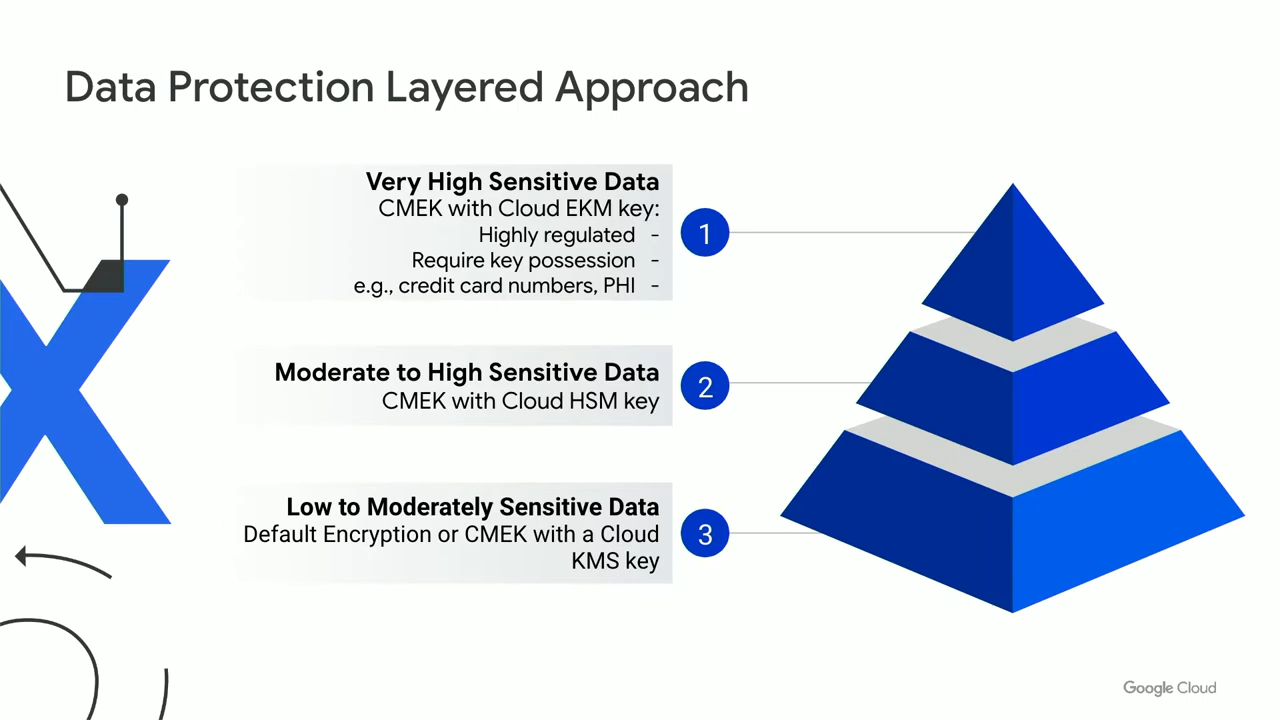 Data Protection Layered Approach
Very High Sensitive Data
CMEK with Cloud EKM key:
Highly regulated -
Require key possession -
e.g., credit card numbers, PHI -
1
Moderate to High Sensitive Data
CMEK with Cloud HSM key
2
Low to Moderately Sensitive Data
Default Encryption or CMEK with a Cloud
KMS key
3
X
Google Cloud